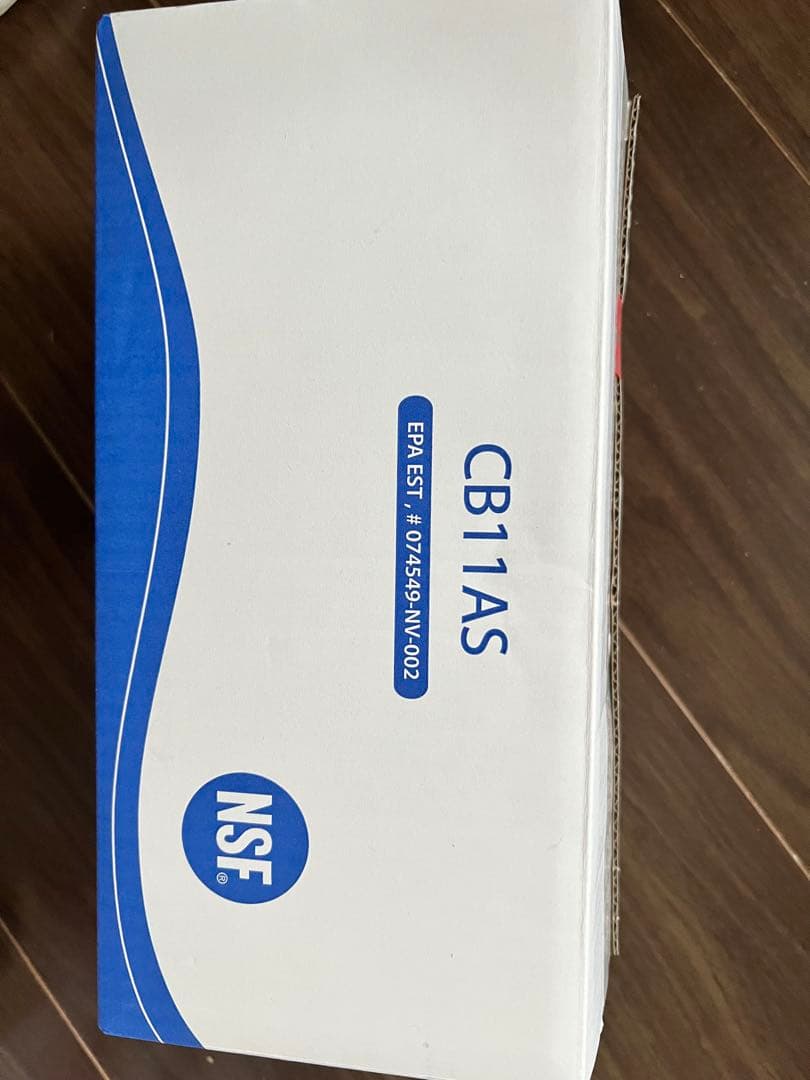 CB11AS
EPA EST , # 074549-NV-002
NSF®